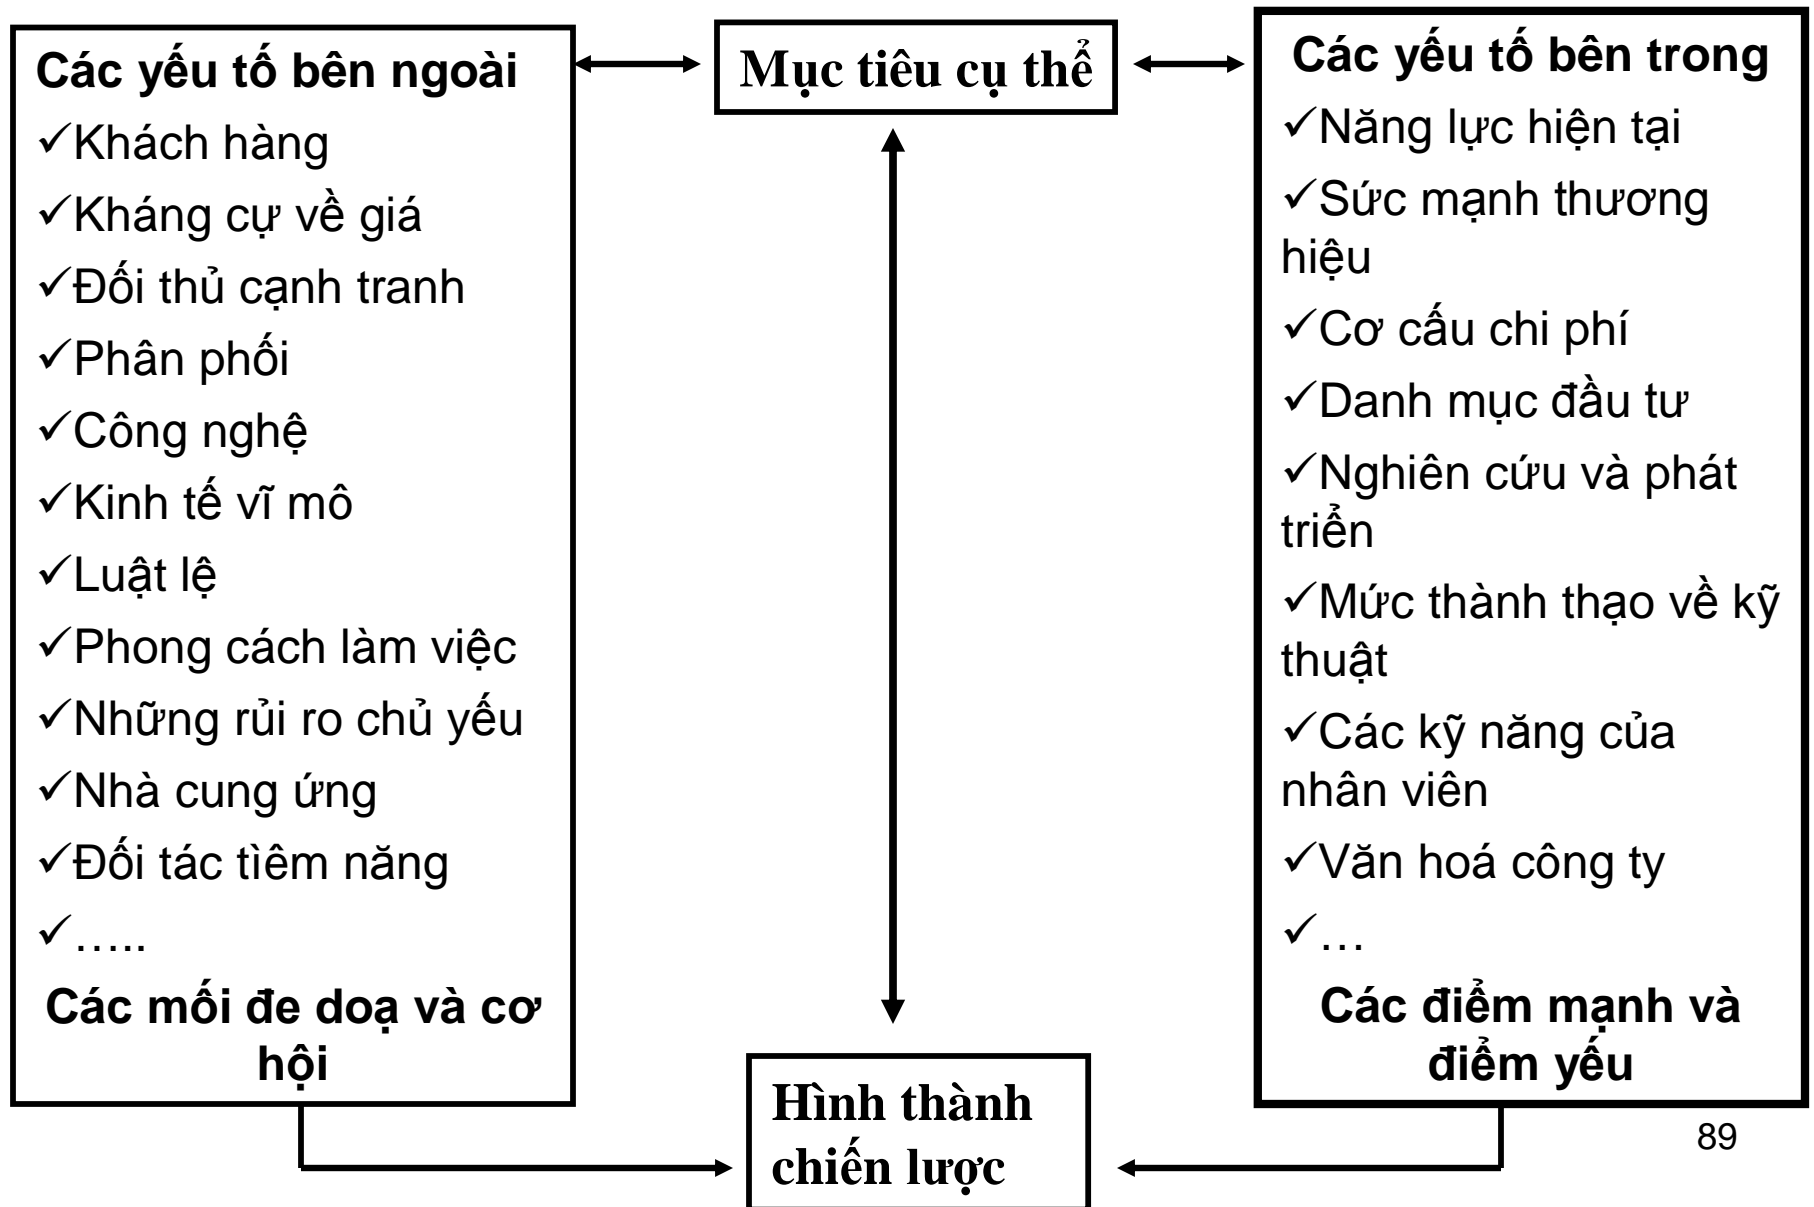 Các yếu tố bên ngoài
✓Khách hàng
✓Kháng cự về giá
✓Đối thủ cạnh tranh
✓Phân phối
✓Công nghệ
✓Kinh tế vĩ mô
✓Luật lệ
✓Phong cách làm việc
✓Những rủi ro chủ yếu
✓Nhà cung ứng
✓Đối tác tìêm năng
✓…..
Các mối đe doạ và cơ
hội
Mục tiêu cụ thể
Hình thành
chiến lược
Các yếu tố bên trong
✓Năng lực hiện tại
✓Sức mạnh thương
hiệu
✓Cơ cấu chi phí
✓Danh mục đầu tư
✓Nghiên cứu và phát
triển
✓Mức thành thạo về kỹ
thuật
✓Các kỹ năng của
nhân viên
✓Văn hoá công ty
✓…
Các điểm mạnh và
điểm yếu
89